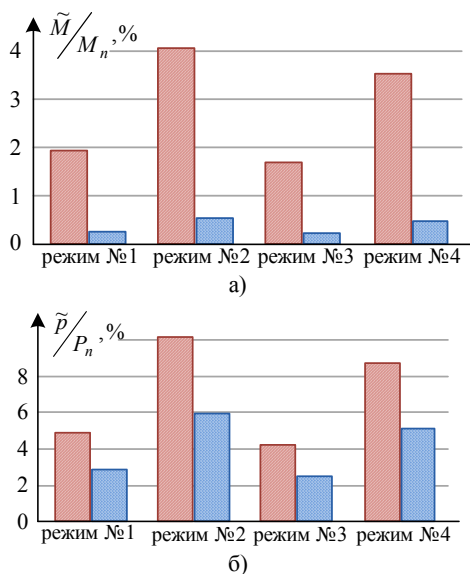 M̃/Mₙ, %
4
3
2
1
0
режим №1 режим №2 режим №3 режим №4
а)
p̃/Pₙ, %
8
6
4
2
0
режим №1 режим №2 режим №3 режим №4
б)